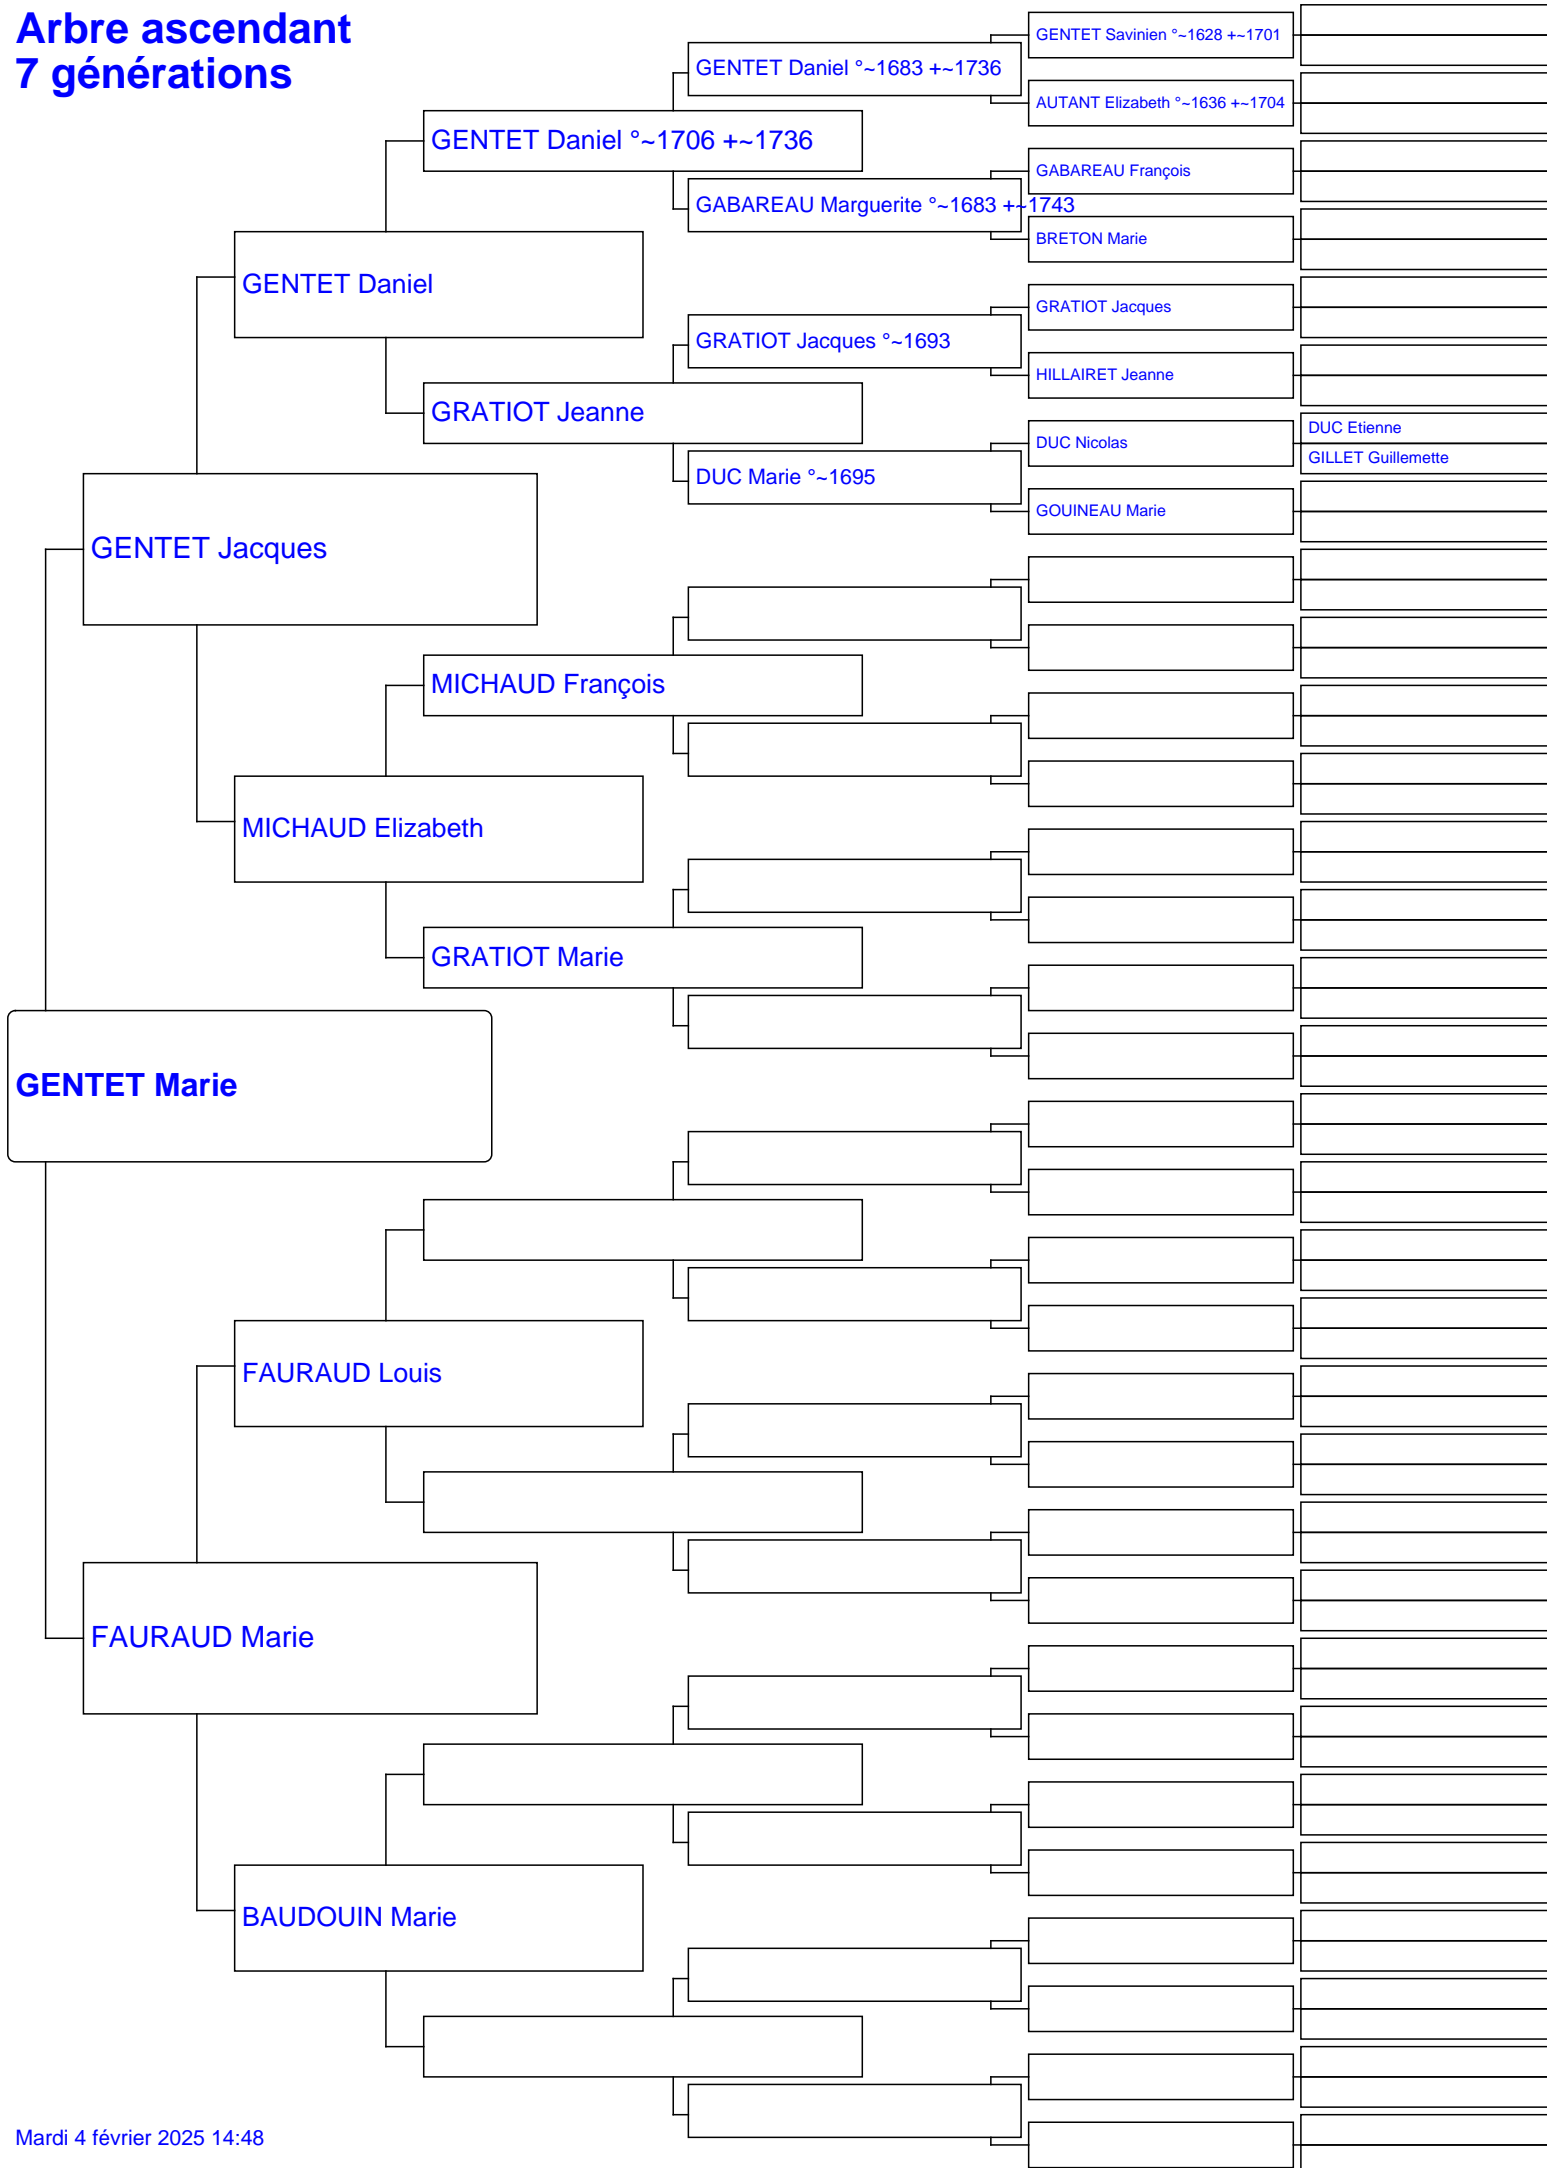 Arbre ascendant
7 générations
GENTET Savinien °~1628 +~1701
GENTET Daniel °~1683 +~1736
AUTANT Elizabeth °~1636 +~1704
GENTET Daniel °~1706 +~1736
GABAREAU François
GABAREAU Marguerite °~1683 +~1743
BRETON Marie
GENTET Daniel
GRATIOT Jacques
GRATIOT Jacques °~1693
HILLAIRET Jeanne
GRATIOT Jeanne
DUC Etienne
DUC Nicolas
GILLET Guillemette
DUC Marie °~1695
GOUINEAU Marie
GENTET Jacques
MICHAUD François
MICHAUD Elizabeth
GRATIOT Marie
GENTET Marie
FAURAUD Louis
FAURAUD Marie
BAUDOUIN Marie
Mardi 4 février 2025 14:48